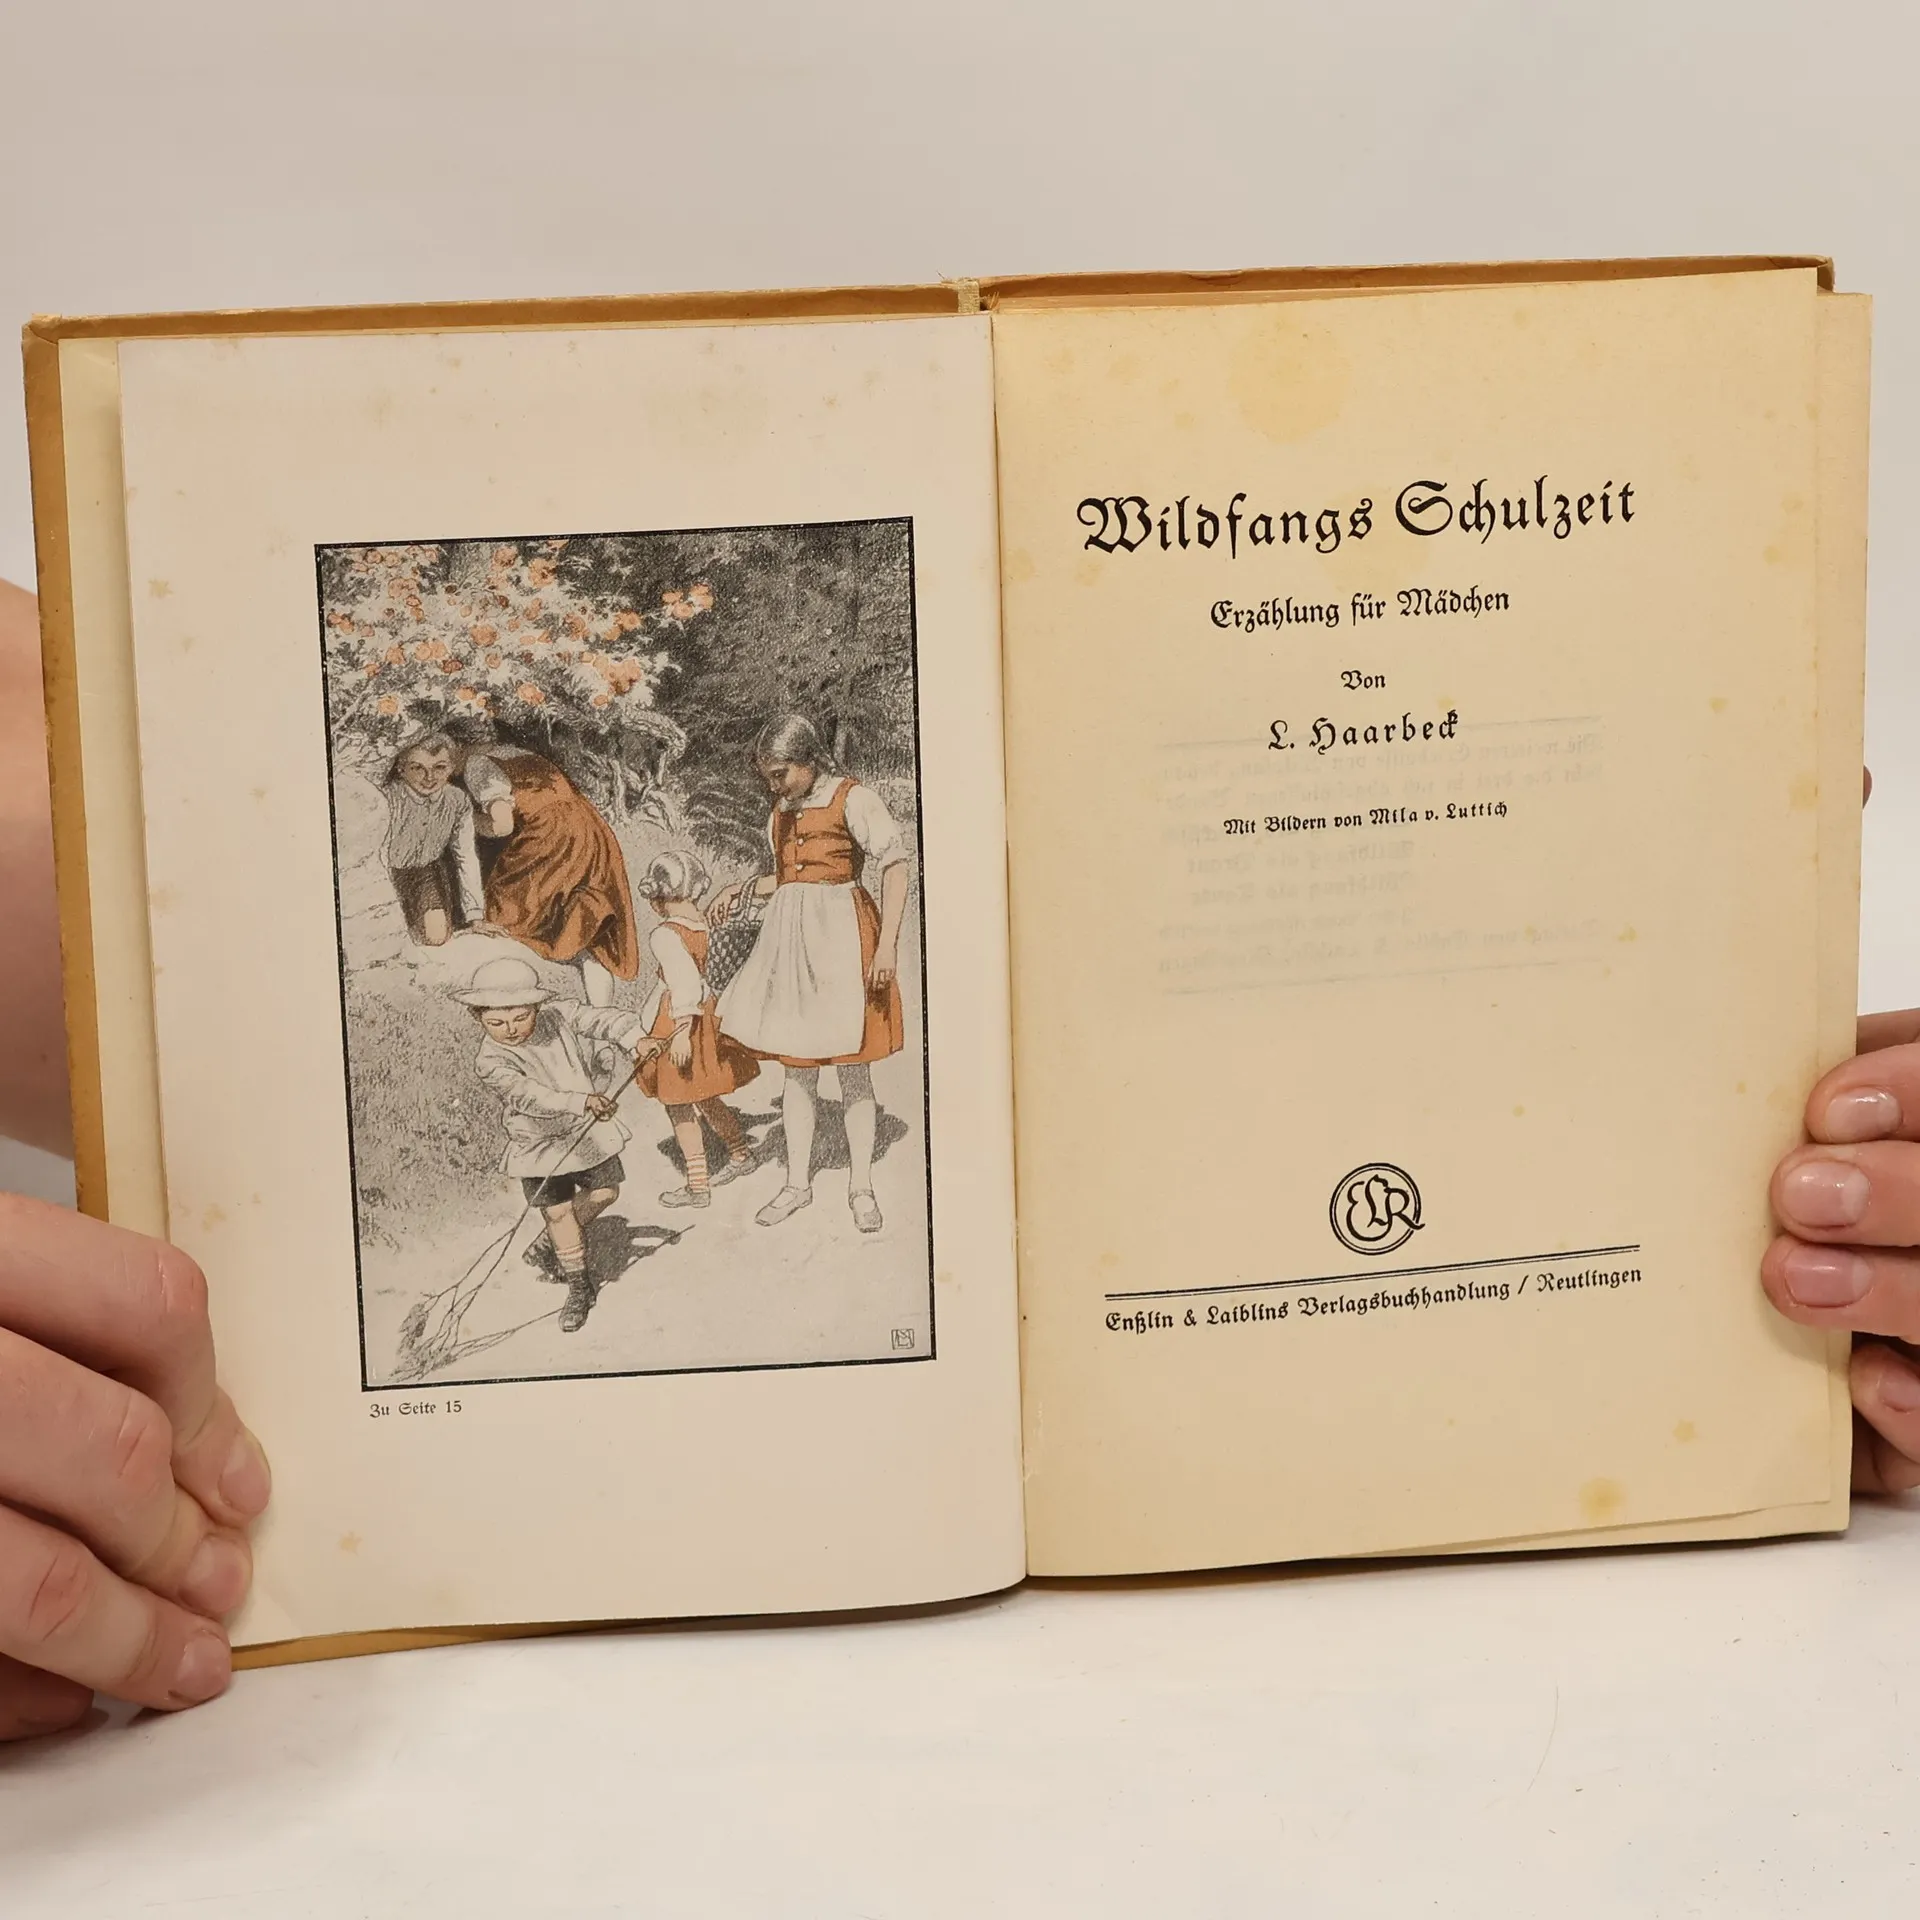 Zu Seite 15
Wildfangs Schulzeit
Erzählung für Mädchen
Von
L. Haarbeck
Mit Bildern von Mila v. Luttich
ELR
Enßlin & Laiblins Verlagsbuchhandlung / Reutlingen